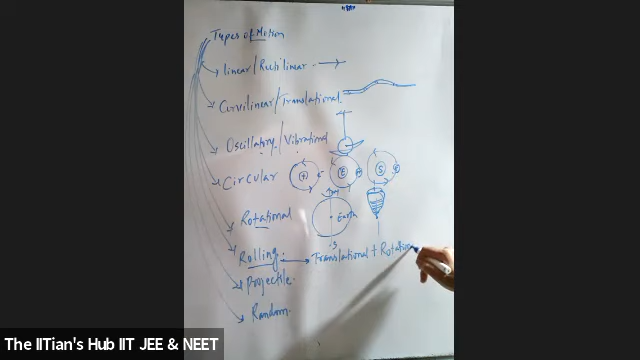 Types of Motion
Linear/Rectilinear
Curvilinear/Translational
Oscillatory/Vibrational
Circular
+ E S
Rotational
Earth
Rolling → Translational + Rotation
Projectile
Random
The IITian's Hub IIT JEE & NEET